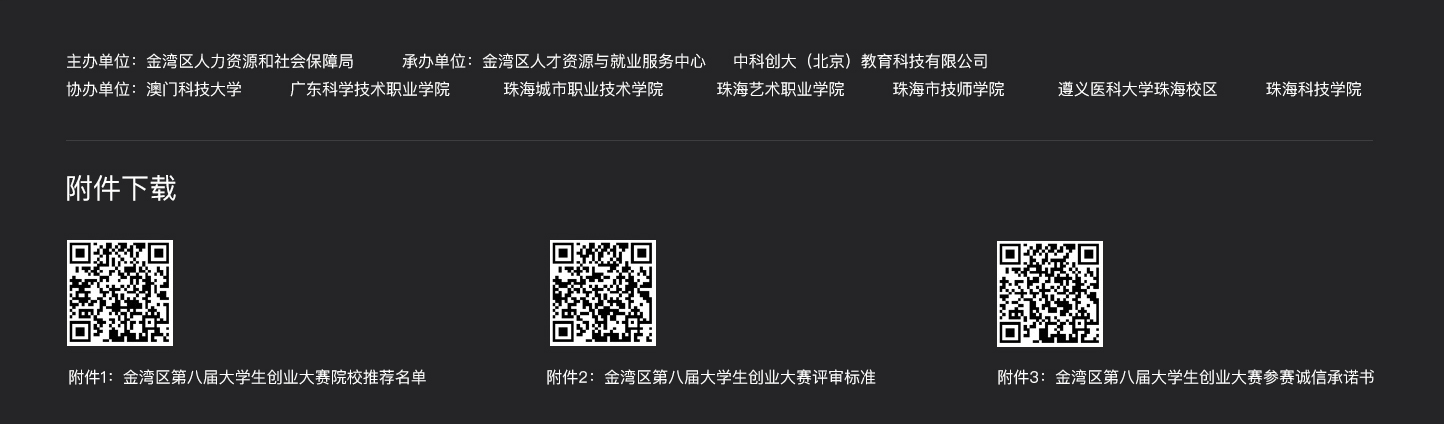 主办单位：金湾区人力资源和社会保障局 承办单位：金湾区人才资源与就业服务中心 中科创大（北京）教育科技有限公司
协办单位：澳门科技大学 广东科学技术职业学院 珠海城市职业技术学院 珠海艺术职业学院 珠海市技师学院 遵义医科大学珠海校区 珠海科技学院
附件下载
附件1：金湾区第八届大学生创业大赛院校推荐名单 附件2：金湾区第八届大学生创业大赛评审标准 附件3：金湾区第八届大学生创业大赛参赛诚信承诺书